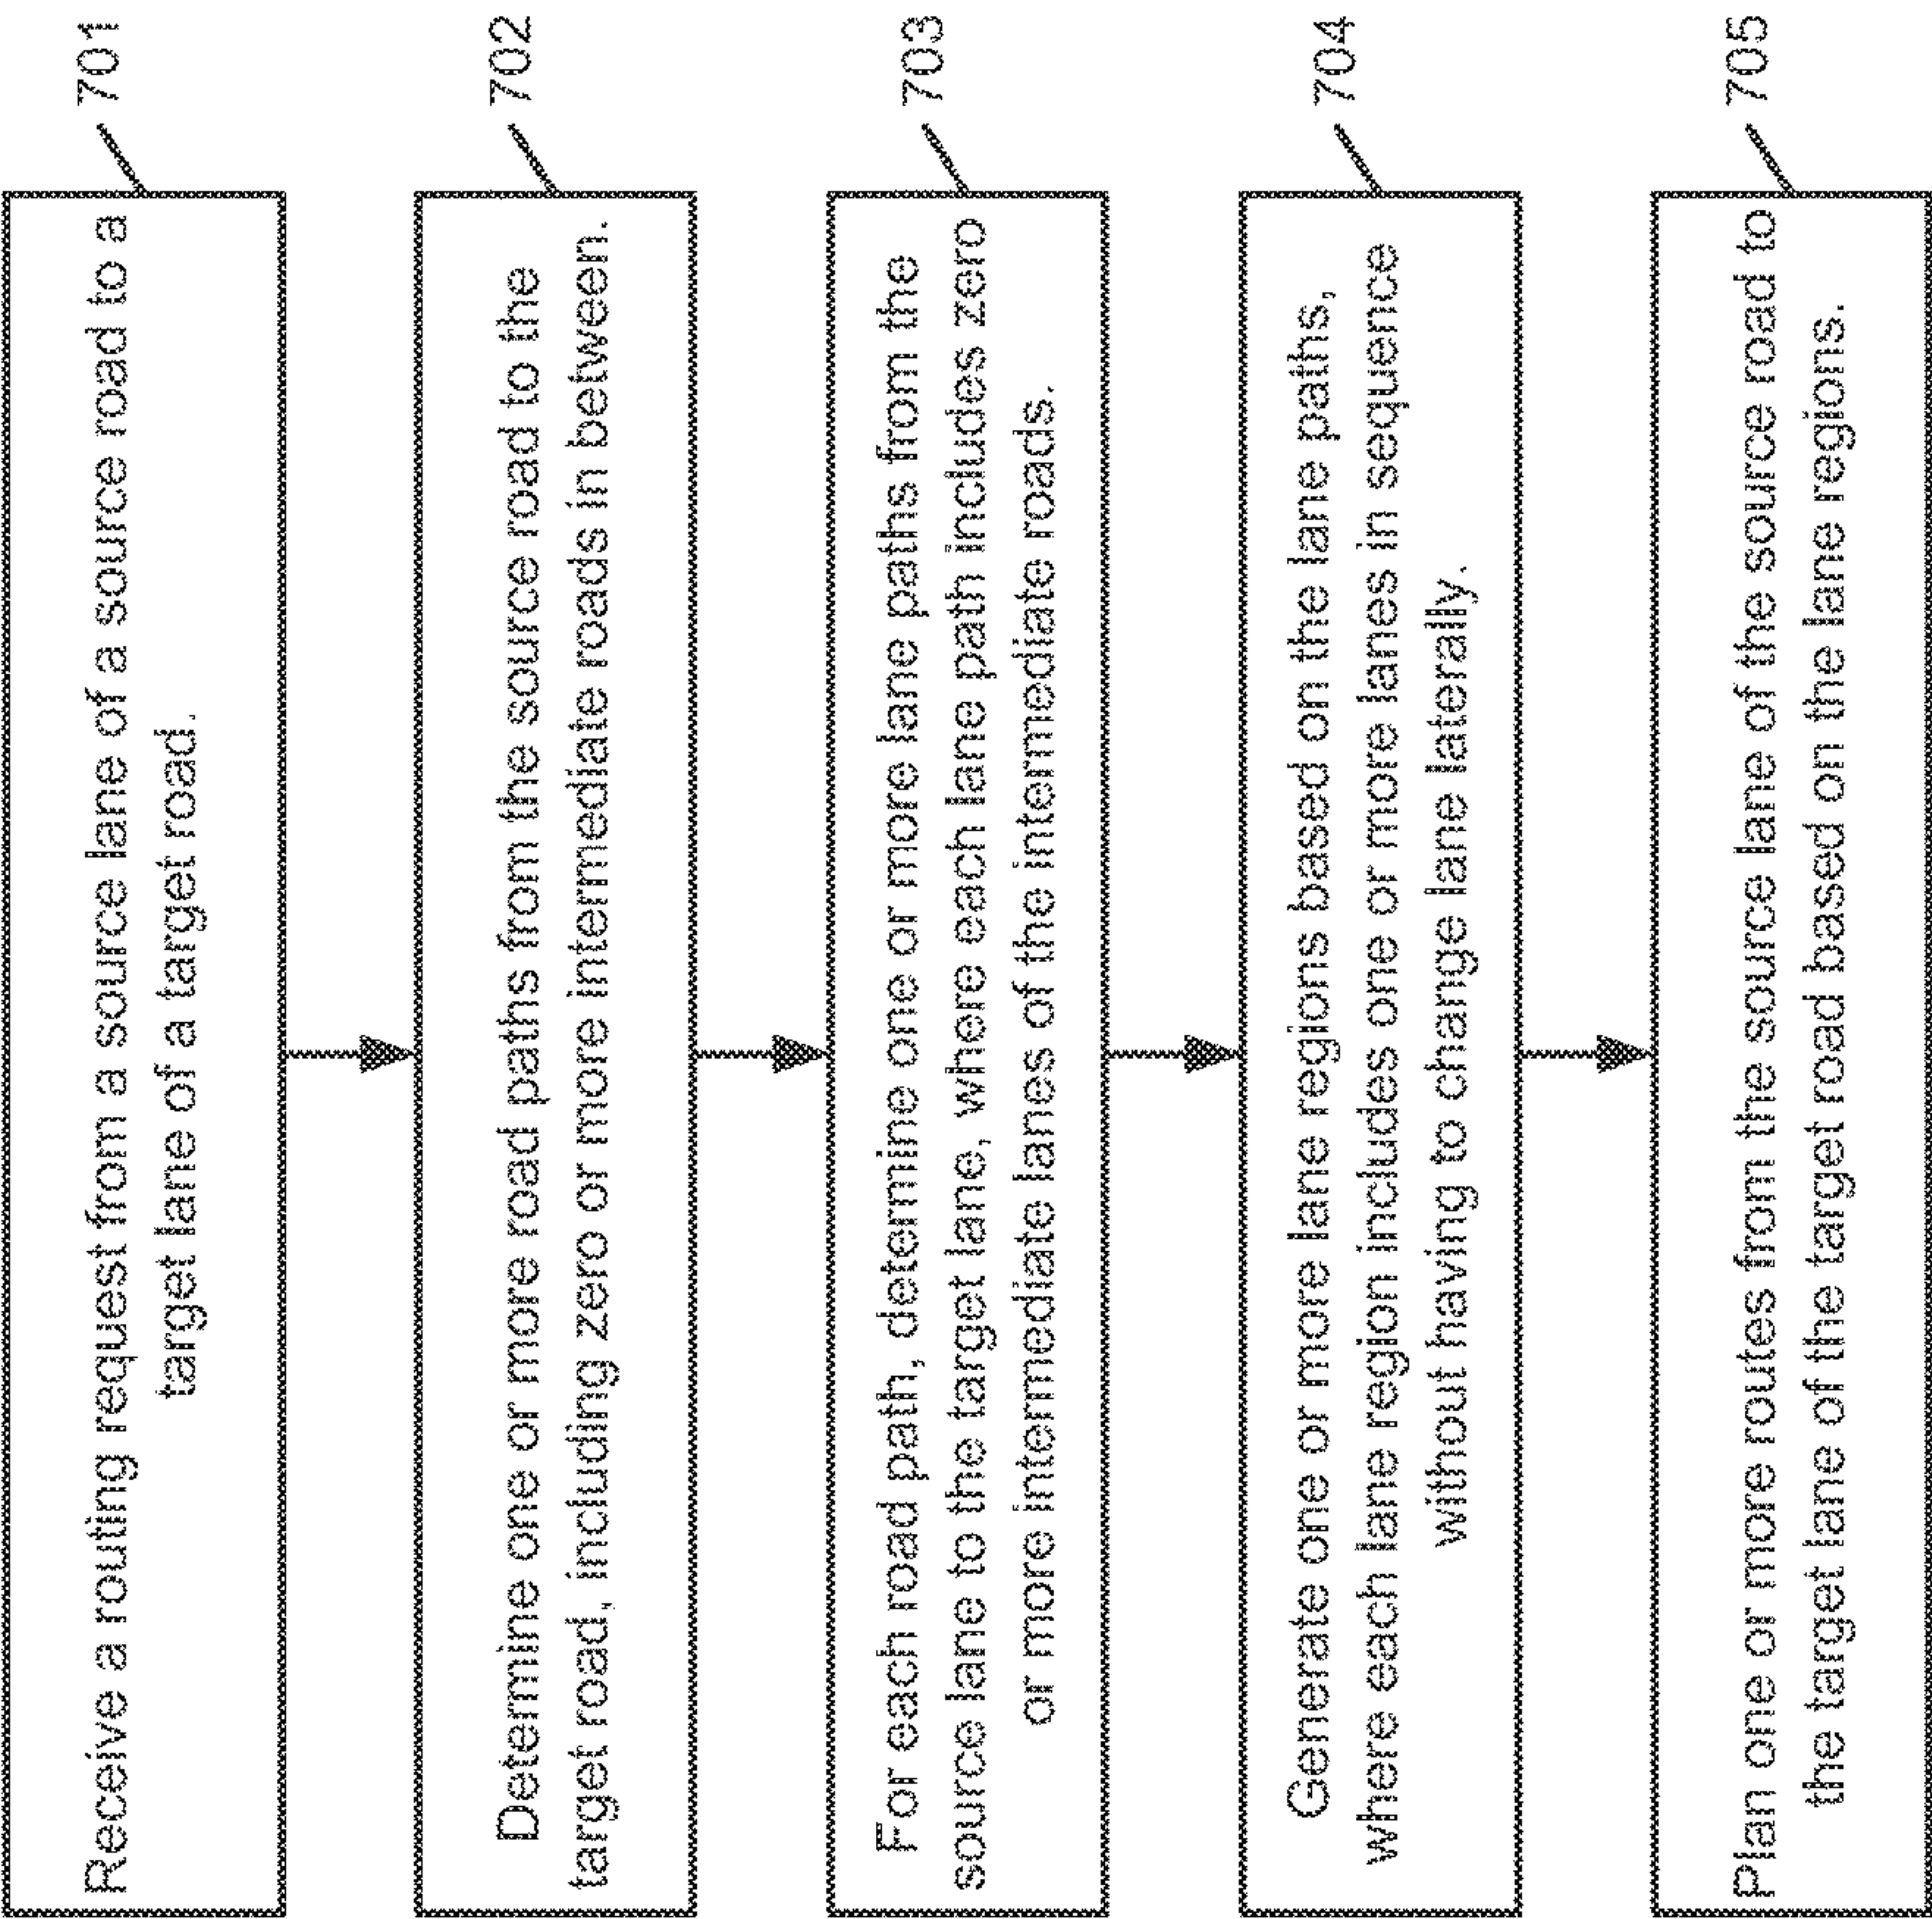 Receive a routing request from a source lane of a source road to a
target lane of a target road.
701
Determine one or more road paths from the source road to the
target road, including zero or more intermediate roads in between.
702
For each road path, determine one or more lane paths from the
source lane to the target lane, where each lane path includes zero
or more intermediate lanes of the intermediate roads.
703
Generate one or more lane regions based on the lane paths,
where each lane region includes one or more lanes in sequence
without having to change lane laterally.
704
Plan one or more routes from the source lane of the source road to
the target lane of the target road based on the lane regions.
705